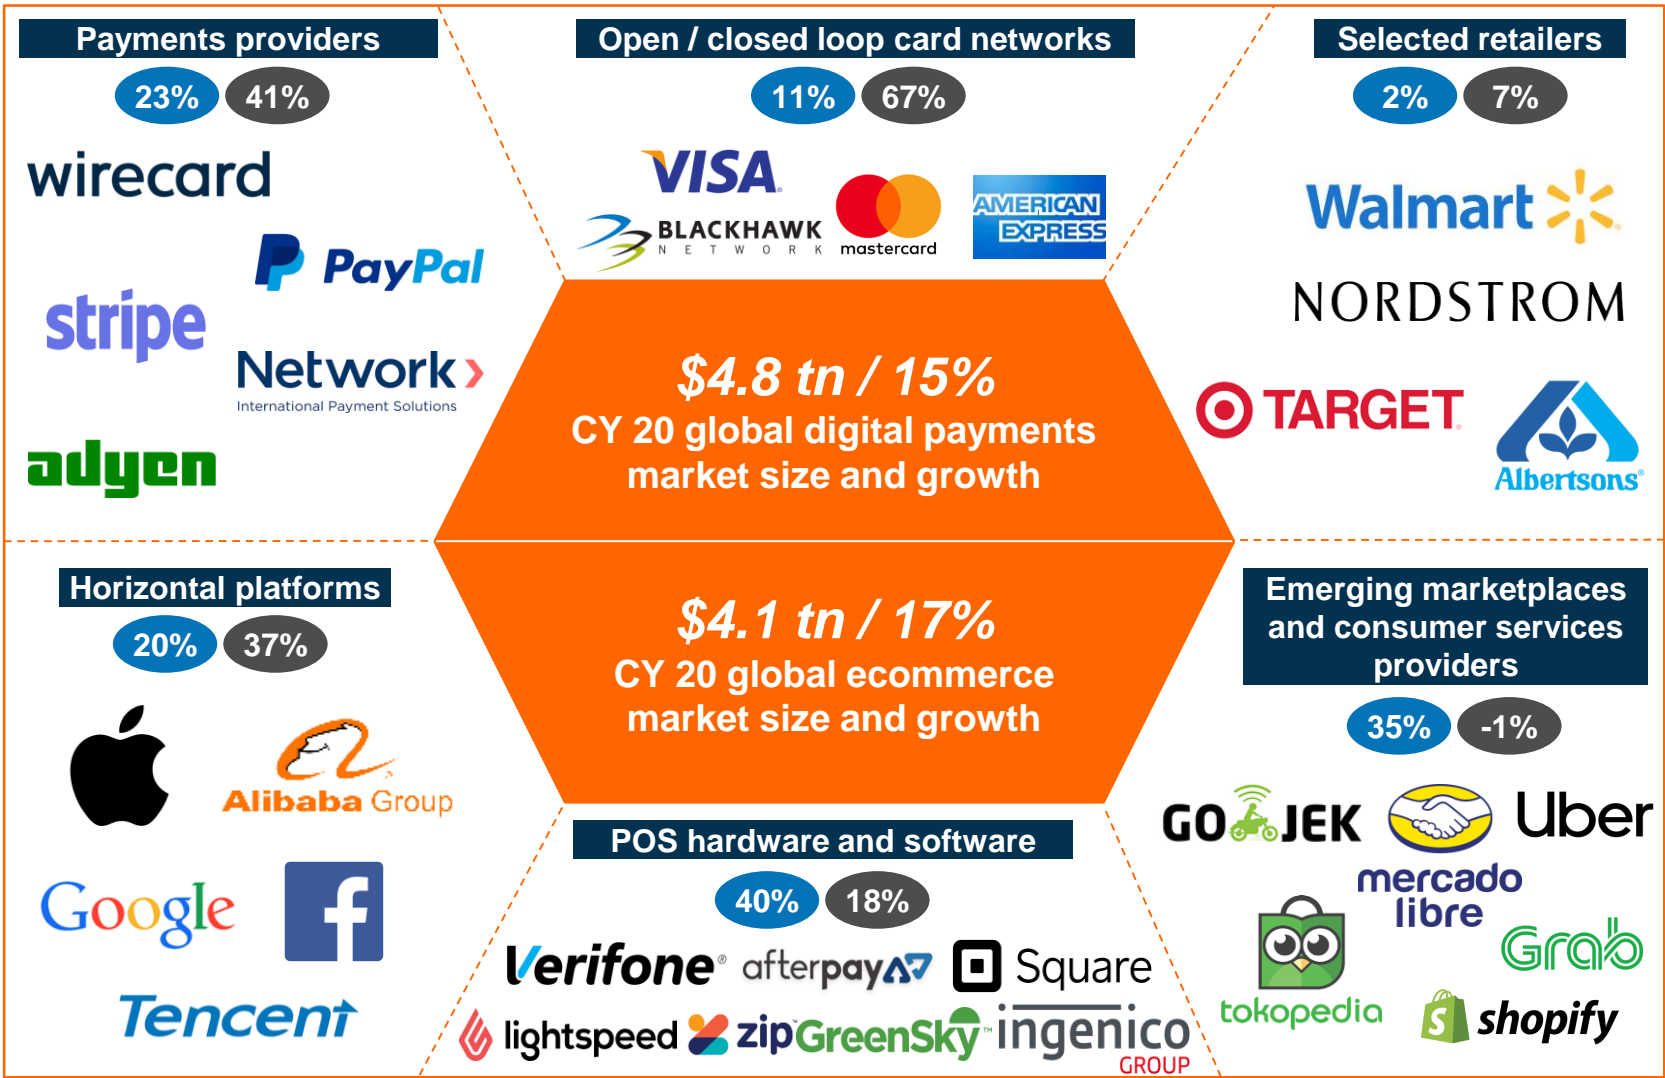 Payments providers
23% 41%
wirecard
PayPal
stripe
Network
International Payment Solutions
adyen
Open / closed loop card networks
11% 67%
VISA
BLACKHAWK
NETWORK
mastercard
AMERICAN
EXPRESS
Selected retailers
2% 7%
Walmart
NORDSTROM
TARGET
Albertsons®
$4.8 tn / 15%
CY 20 global digital payments
market size and growth
$4.1 tn / 17%
CY 20 global ecommerce
market size and growth
Horizontal platforms
20% 37%
Alibaba Group
Google
f
Tencent
POS hardware and software
40% 18%
Verifone®
afterpay
Square
lightspeed
zip
GreenSky™
ingenico
GROUP
Emerging marketplaces
and consumer services
providers
35% -1%
GOJEK
Uber
mercado
libre
Grab
tokopedia
S shopify